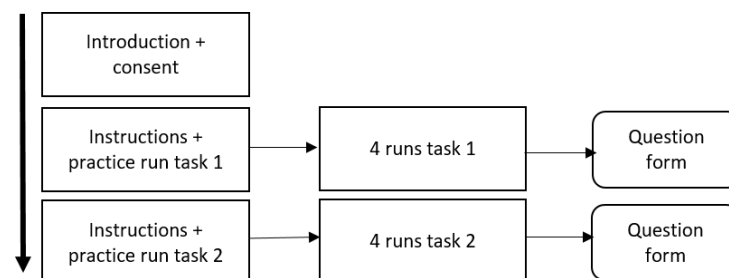 Introduction +
consent
Instructions +
practice run task 1
4 runs task 1
Question
form
Instructions +
practice run task 2
4 runs task 2
Question
form